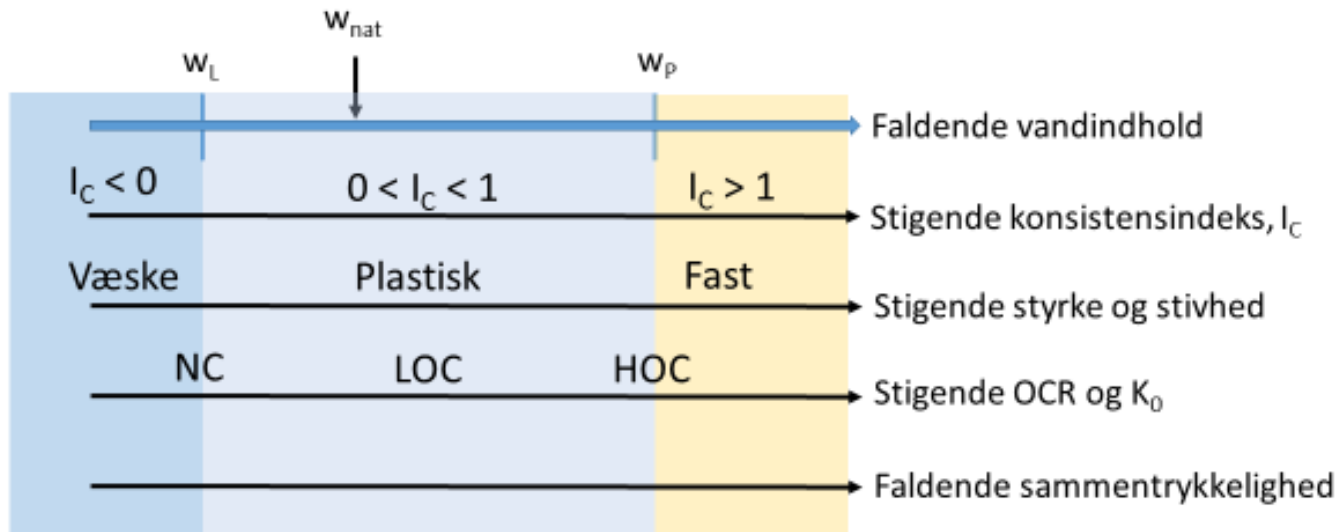 w_nat
w_L w_P
Faldende vandindhold
I_C < 0 0 < I_C < 1 I_C > 1
Stigende konsistensindeks, I_C
Væske Plastisk Fast
Stigende styrke og stivhed
NC LOC HOC
Stigende OCR og K_0
Faldende sammentrykkelighed